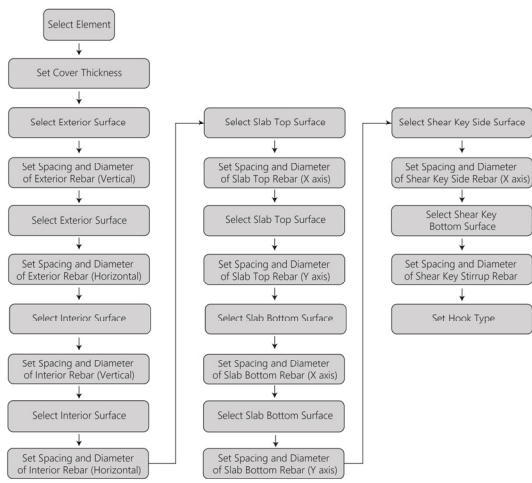 Select Element
Set Cover Thickness
Select Exterior Surface
Set Spacing and Diameter
of Exterior Rebar (Vertical)
Select Exterior Surface
Set Spacing and Diameter
of Exterior Rebar (Horizontal)
Select Interior Surface
Set Spacing and Diameter
of Interior Rebar (Vertical)
Select Interior Surface
Set Spacing and Diameter
of Interior Rebar (Horizontal)
Select Slab Top Surface
Set Spacing and Diameter
of Slab Top Rebar (X axis)
Select Slab Top Surface
Set Spacing and Diameter
of Slab Top Rebar (Y axis)
Select Slab Bottom Surface
Set Spacing and Diameter
of Slab Bottom Rebar (X axis)
Select Slab Bottom Surface
Set Spacing and Diameter
of Slab Bottom Rebar (Y axis)
Select Shear Key Side Surface
Set Spacing and Diameter
of Shear Key Side Rebar (X axis)
Select Shear Key
Bottom Surface
Set Spacing and Diameter
of Shear Key Stirrup Rebar
Set Hook Type